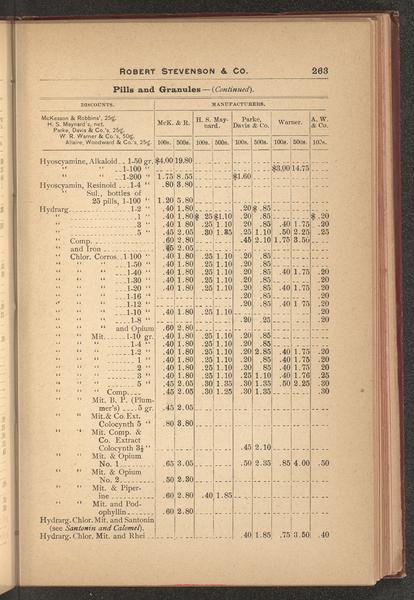 ROBERT STEVENSON & CO. 263
Pills and Granules—(Continued).
DISCOUNTS. MANUFACTURERS.
McKesson & Robbins', 25%.
H. S. Maynard's, net.
Parke, Davis & Co.'s, 25%.
W. R. Warner & Co.'s, 50%.
Allaire, Woodward & Co.'s, 25%.
McK. & R. H. S. Maynard. Parke, Davis & Co. Warner. A. W. & Co.
100s. 500s. 100s. 500s. 100s. 500s. 100s. 500s. 100s.
Hyoscyamine, Alkaloid .. 1-50 gr. $4.00 19.80
" " ..1-100 " $3.00 14.75
" " ..1-200 " 1.75 8.55 $1.60
Hyoscyamin, Resinoid ...1-4 " .80 3.80
" Sul., bottles of
25 pills, 1-100 " 1.20 5.80
Hydrarg. 1-2 " .40 1.80 .20 $ .85
" 1 " .40 1.80 $ .25 $1.10 .20 .85 $ .20
" 3 " .40 1.80 .25 1.10 .20 .85 .40 1.75 .20
" 5 " .45 2.05 .30 1.35 .25 1.10 .50 2.25 .25
" Comp. .60 2.80 .45 2.10 1.75 3.50
" and Iron .45 2.05
" Chlor. Corros. .1 100 " .40 1.80 .25 1.10 .20 .85
" " " 1-50 " .40 1.80 .25 1.10 .20 .85
" " " 1-40 " .40 1.80 .25 1.10 .20 .85 .40 1.75 .20
" " " 1-30 " .40 1.80 .25 1.10 .20 .85 .20
" " " 1-20 " .40 1.80 .25 1.10 .20 .85 .40 1.75 .20
" " " 1-16 " .20 .85 .20
" " " 1-12 " .20 .85 .40 1.75 .20
" " " 1-10 " .40 1.80 .25 1.10 .20
" " " 1-8 " .20 .25 .20
" " " and Opium .60 2.80
" " Mit. 1-10 gr. .40 1.80 .25 1.10 .20 .85
" " " 1-4 " .40 1.80 .25 1.10 .20 .85
" " " 1-2 " .40 1.80 .25 1.10 .20 2.85 .40 1.75 .20
" " " 1 " .40 1.80 .25 1.10 .20 .85 .40 1.75 .20
" " " 2 " .40 1.80 .25 1.10 .20 .85 .40 1.75 .20
" " " 3 " .40 1.80 .25 1.10 .25 1.10 .40 1.76 .25
" " " 5 " .45 2.05 .30 1.35 .30 1.35 .50 2.25 .30
" " " Comp. .45 2.05 .30 1.25 .30 1.35 .30
" " Mit. B. P. (Plummer's) .... 5 gr. .45 2.05
" " Mit. & Co. Ext.
Colocynth 5 " .80 3.80
" " Mit. Comp. &
Co. Extract
Colocynth 3½ " .45 2.10
" " Mit. & Opium
No. 1 .65 3.05 .50 2.35 .85 4.00 .50
" " Mit. & Opium
No. 2 .50 2.30
" " Mit. & Piperine .60 2.80 .40 1.85
" " Mit. and Podophyllin .60 2.80
Hydrarg. Chlor. Mit. and Santonin
(see Santonin and Calomel).
Hydrarg. Chlor. Mit. and Rhei .40 1.85 .75 3.50 .40